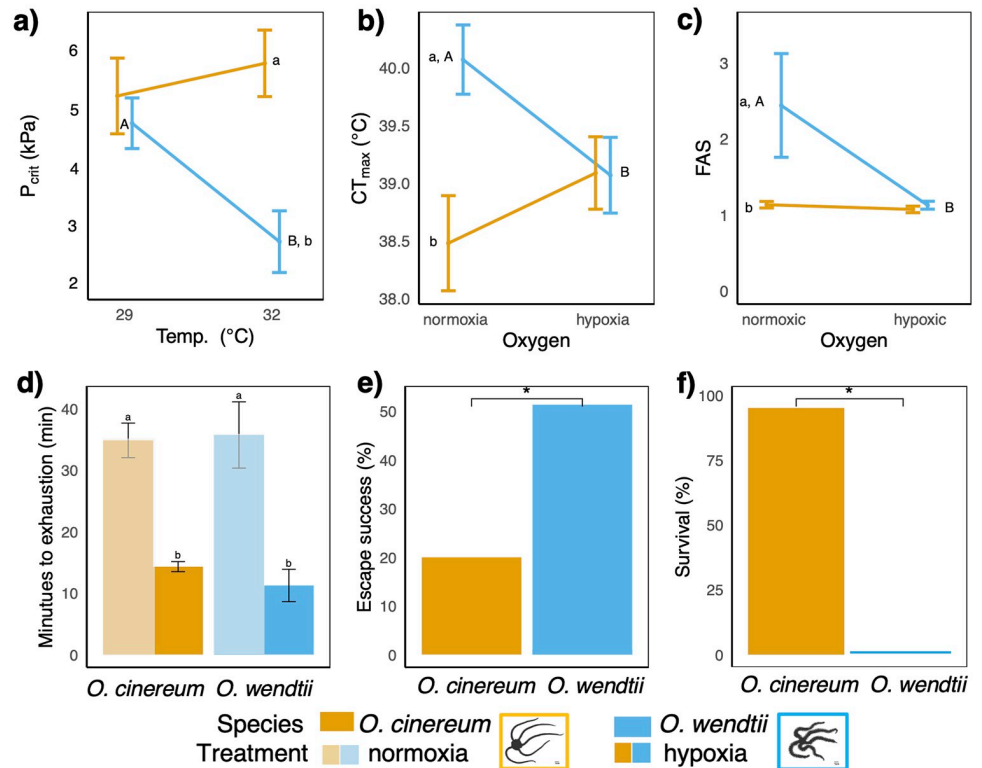 a)
6
5
4
3
2
P_crit (kPa)
a
A
B, b
29 32
Temp. (°C)
b)
40.0
39.5
39.0
38.5
38.0
CT_max (°C)
a, A
B
b
normoxia hypoxia
Oxygen
c)
3
2
1
0
FAS
a, A
b
B
normoxic hypoxic
Oxygen
d)
40
30
20
10
0
Minutues to exhaustion (min)
a
b
a
b
O. cinereum O. wendtii
e)
50
40
30
20
10
0
Escape success (%)
*
O. cinereum O. wendtii
f)
100
75
50
25
0
Survival (%)
*
O. cinereum O. wendtii
Species O. cinereum O. wendtii
Treatment normoxia hypoxia